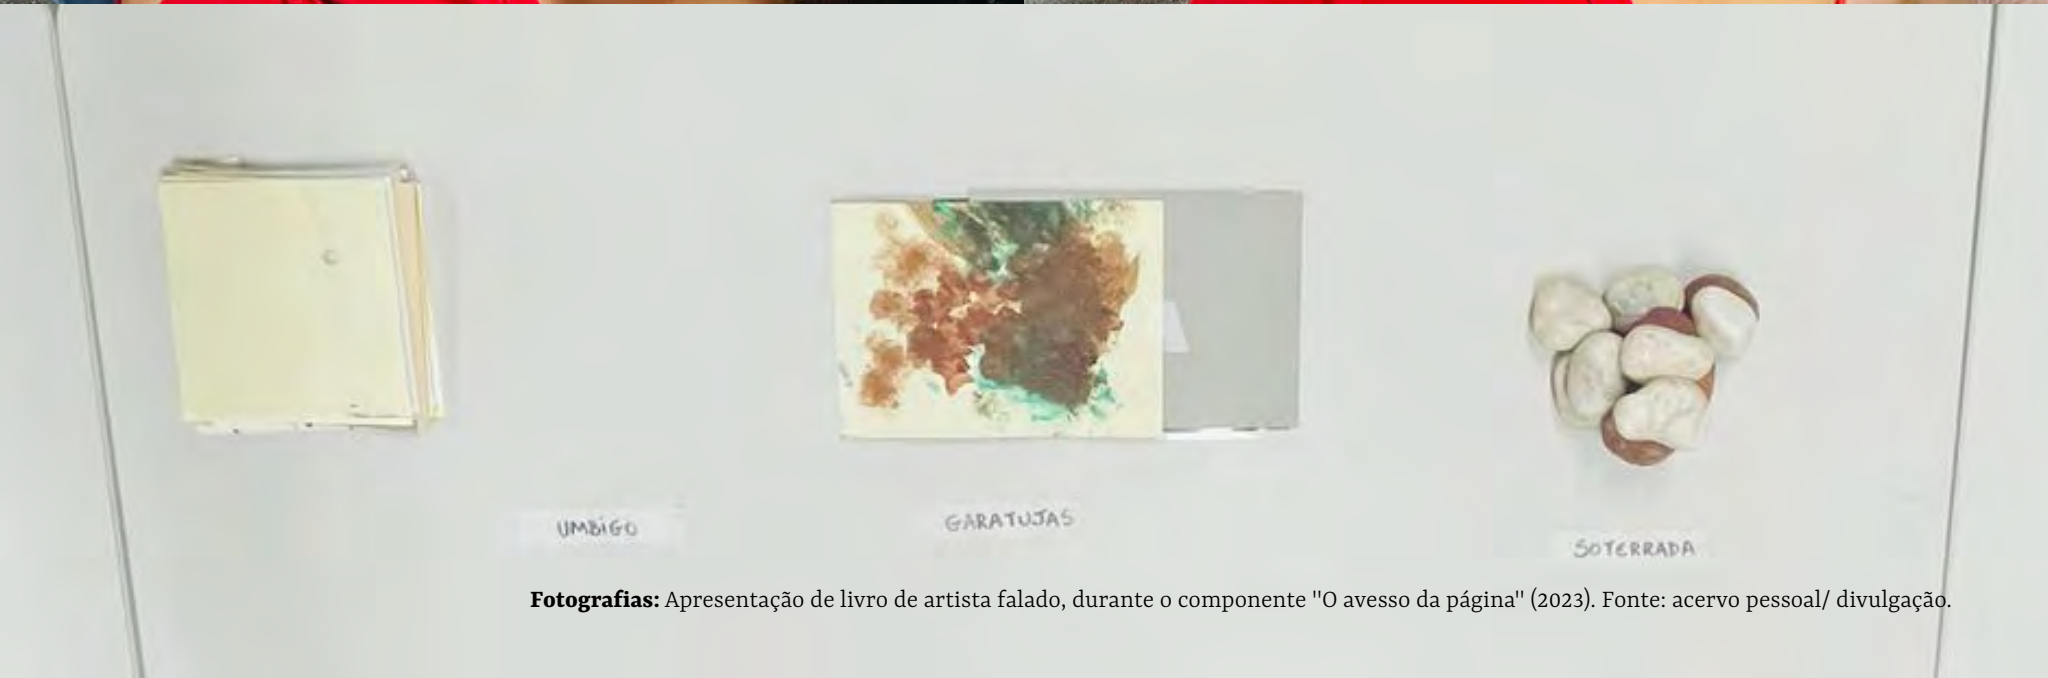 UMBIGO
GARATUJAS
SOTERRADA
Fotografias: Apresentação de livro de artista falado, durante o componente "O avesso da página" (2023). Fonte: acervo pessoal/ divulgação.